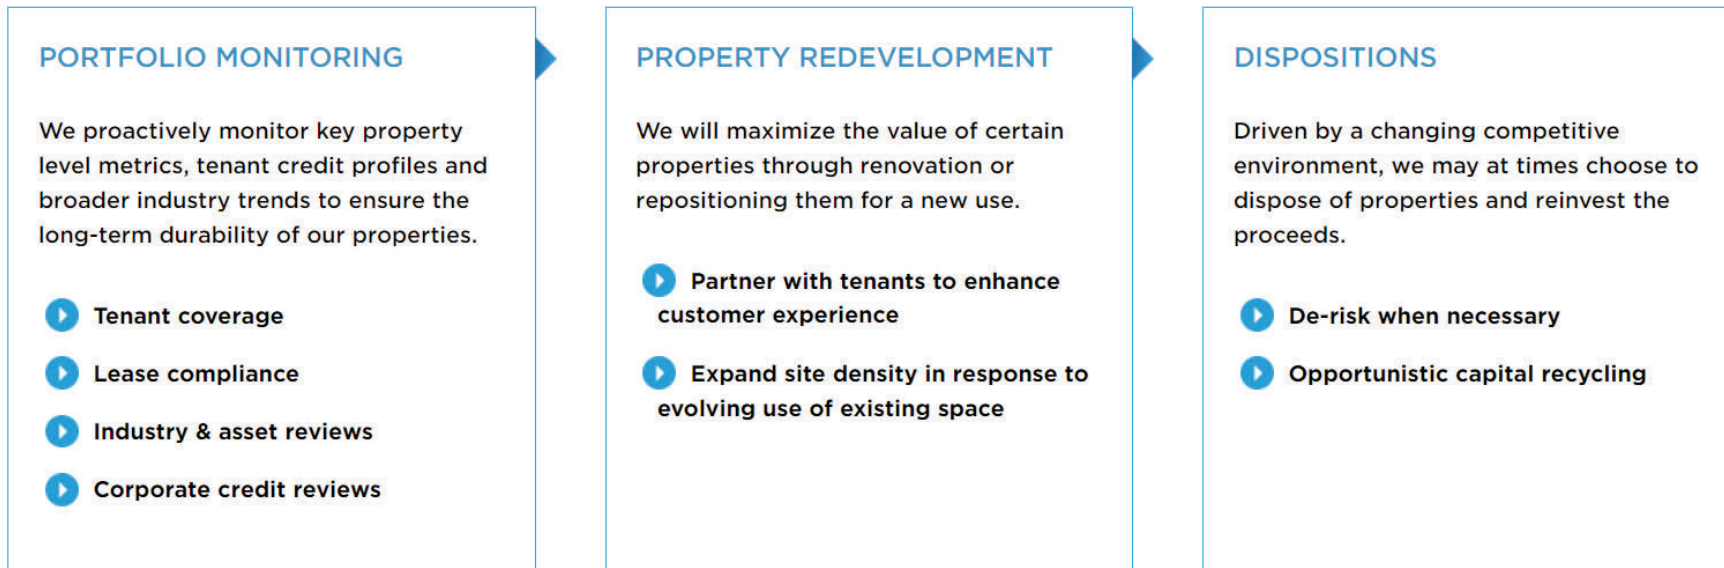 PORTFOLIO MONITORING
We proactively monitor key property
level metrics, tenant credit profiles and
broader industry trends to ensure the
long-term durability of our properties.
Tenant coverage
Lease compliance
Industry & asset reviews
Corporate credit reviews
PROPERTY REDEVELOPMENT
We will maximize the value of certain
properties through renovation or
repositioning them for a new use.
Partner with tenants to enhance
customer experience
Expand site density in response to
evolving use of existing space
DISPOSITIONS
Driven by a changing competitive
environment, we may at times choose to
dispose of properties and reinvest the
proceeds.
De-risk when necessary
Opportunistic capital recycling